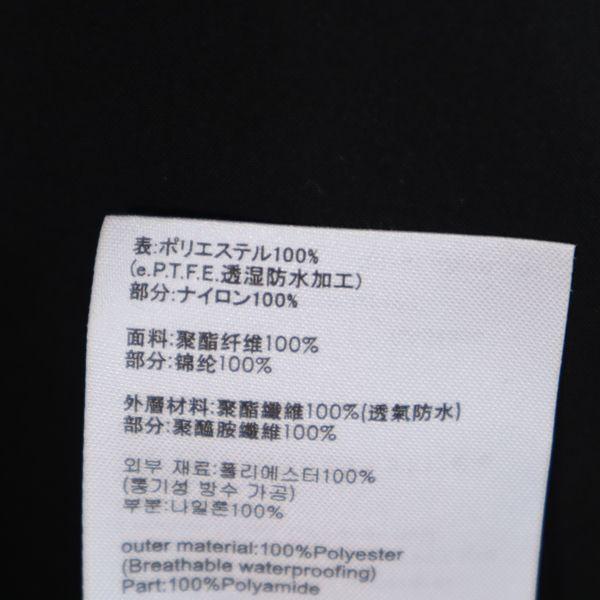 表:ポリエステル100%
(e.P.T.F.E.透湿防水加工)
部分:ナイロン100%
面料:聚酯纤维100%
部分:锦纶100%
外層材料:聚酯纖維100%(透氣防水)
部分:聚醯胺纖維100%
외부 재료:폴리에스터100%
(통기성 방수 가공)
부분:나일론100%
outer material:100%Polyester
(Breathable waterproofing)
Part:100%Polyamide